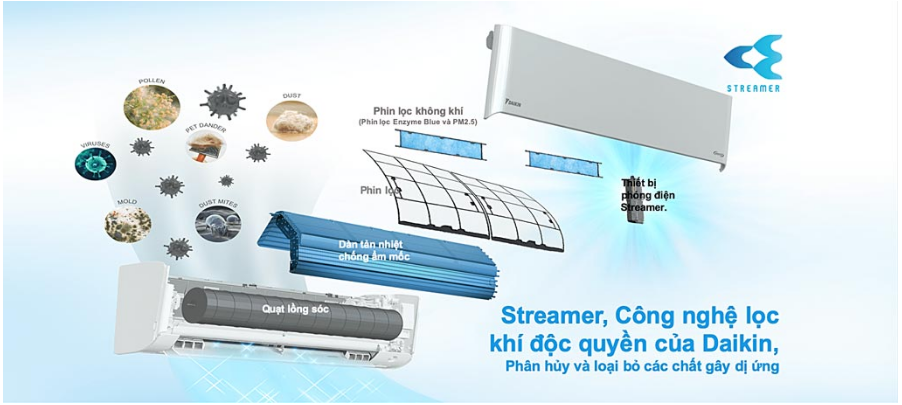 STREAMER
POLLEN
DUST
PET DANDER
VIRUSES
MOLD
DUST MITES
Phin lọc không khí
(Phin lọc Enzyme Blue và PM2.5)
Phin lọc
Thiết bị
phóng điện
Streamer.
Dàn tản nhiệt
chống ẩm mốc
Quạt lồng sóc
Streamer, Công nghệ lọc
khí độc quyền của Daikin,
Phân hủy và loại bỏ các chất gây dị ứng